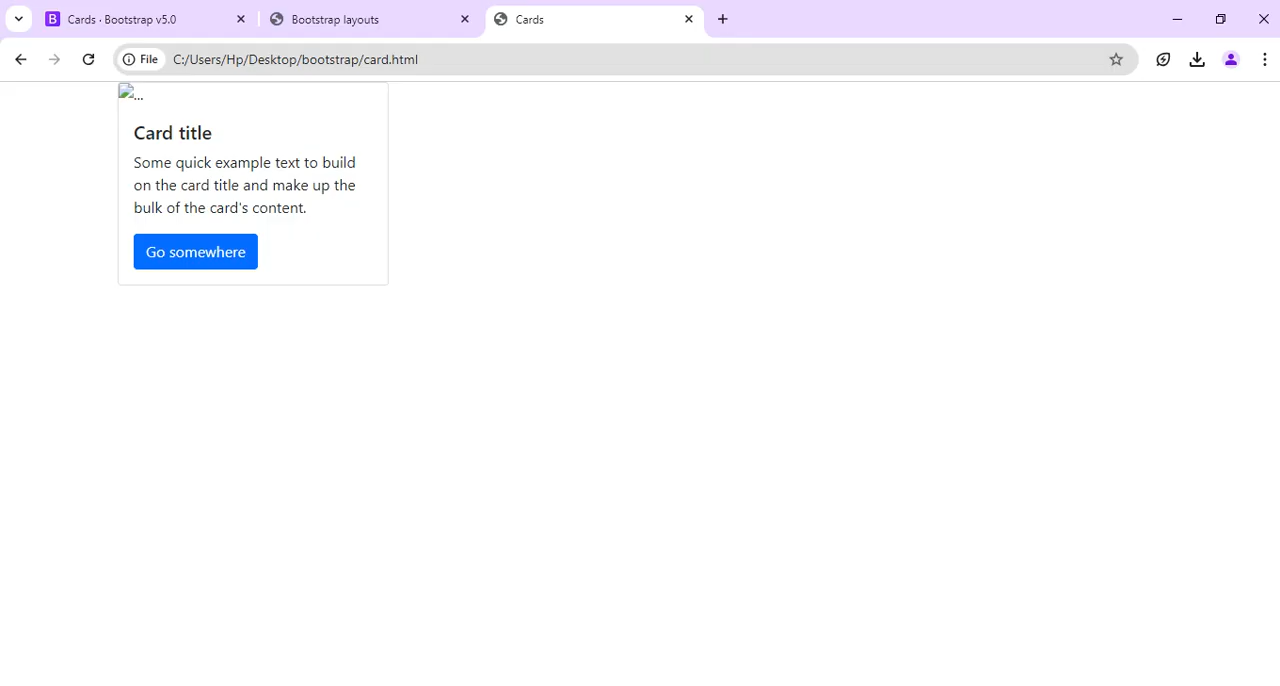 B Cards · Bootstrap v5.0
Bootstrap layouts
Cards
File C:/Users/Hp/Desktop/bootstrap/card.html
...
Card title
Some quick example text to build
on the card title and make up the
bulk of the card's content.
Go somewhere